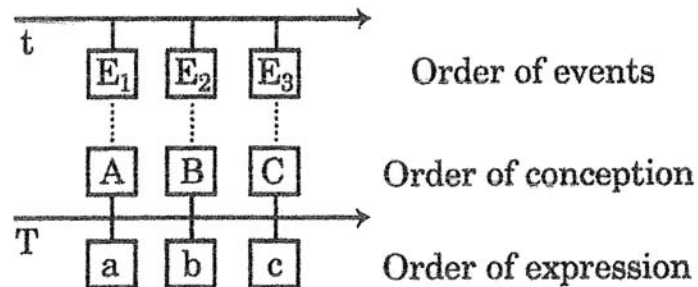 t
E₁ E₂ E₃ Order of events
A B C Order of conception
T
a b c Order of expression